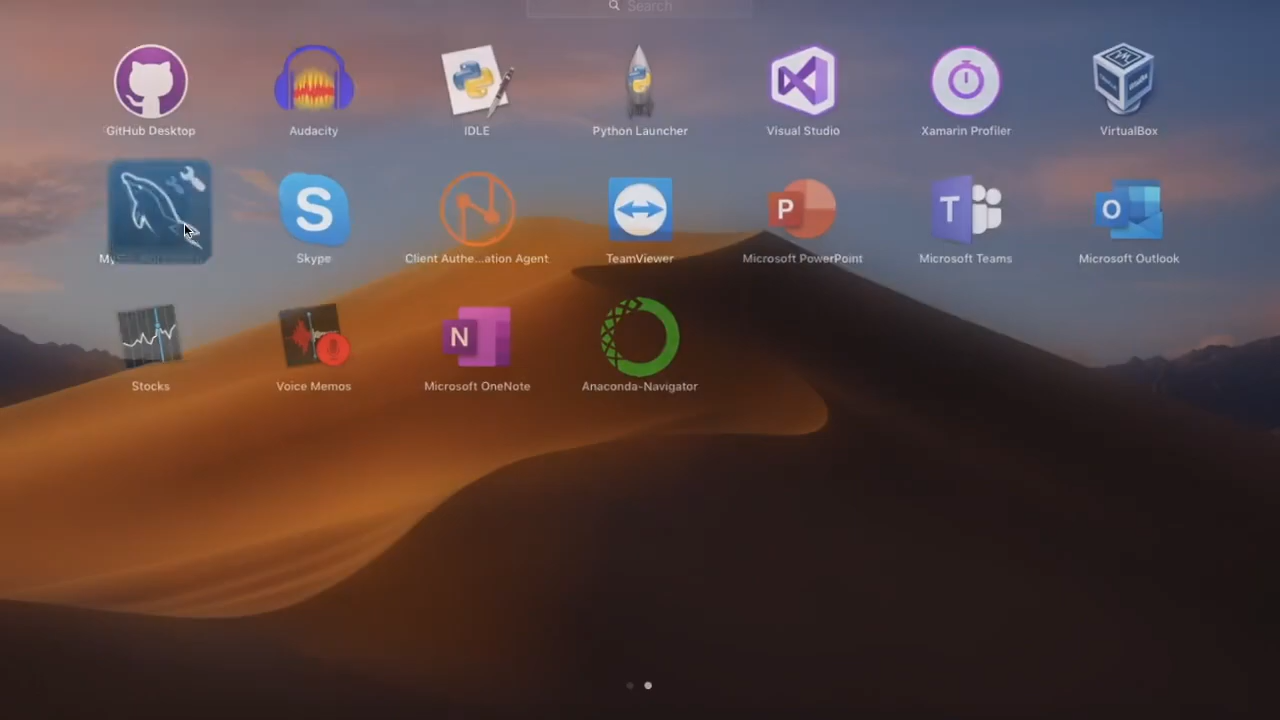 Search
GitHub Desktop
Audacity
IDLE
Python Launcher
Visual Studio
Xamarin Profiler
VirtualBox
S
T
P
O
Skype
Client Authe...ation Agent
TeamViewer
Microsoft PowerPoint
Microsoft Teams
Microsoft Outlook
N
Stocks
Voice Memos
Microsoft OneNote
Anaconda-Navigator